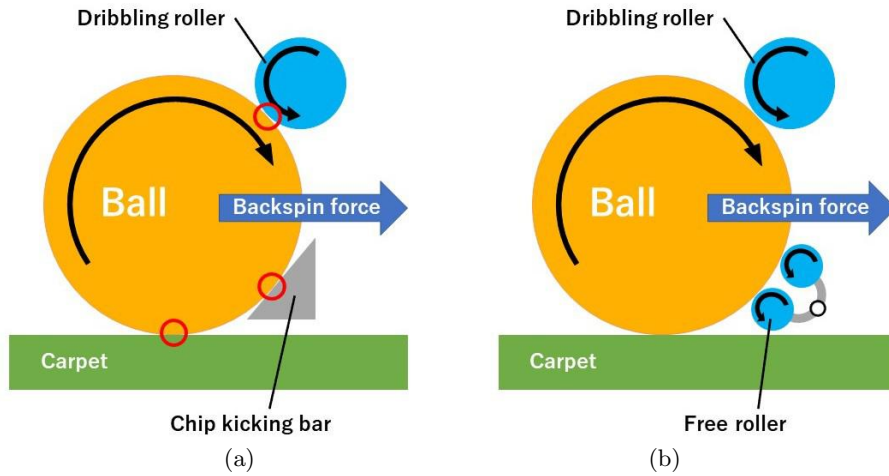 Dribbling roller
Dribbling roller
Ball
Backspin force
Ball
Backspin force
Carpet
Carpet
Chip kicking bar
Free roller
(a)
(b)